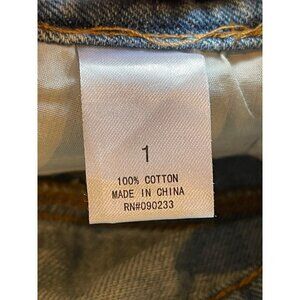 1
100% COTTON
MADE IN CHINA
RN#090233